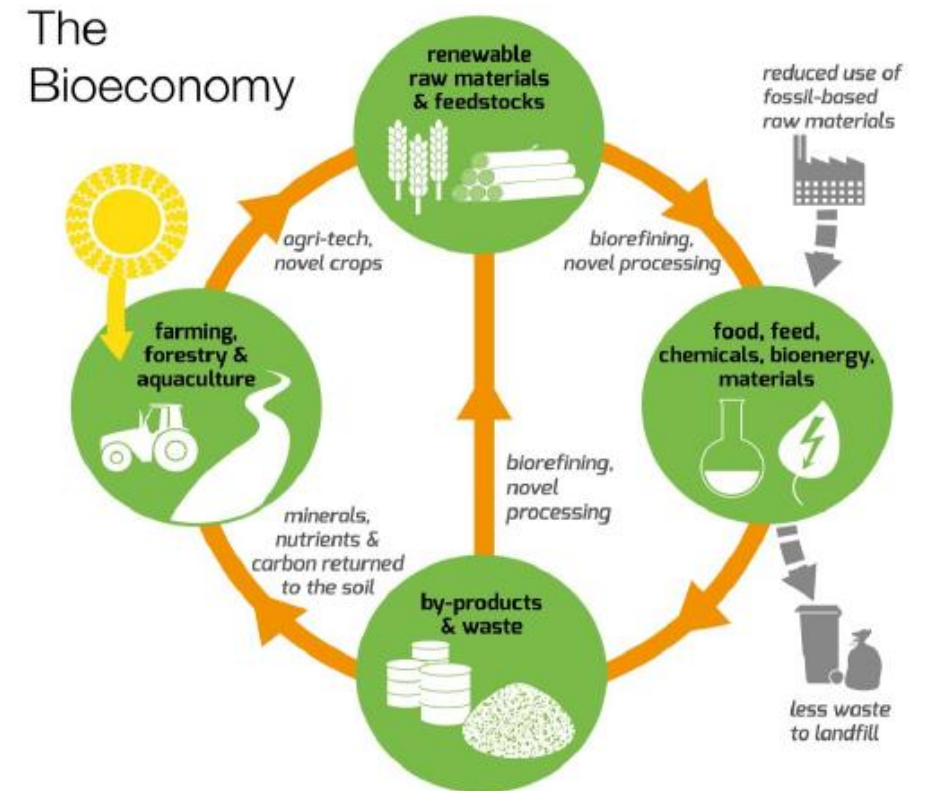 The
Bioeconomy
renewable
raw materials
& feedstocks
reduced use of
fossil-based
raw materials
agri-tech,
novel crops
biorefining,
novel processing
farming,
forestry &
aquaculture
food, feed,
chemicals, bioenergy,
materials
biorefining,
novel
processing
minerals,
nutrients &
carbon returned
to the soil
by-products
& waste
less waste
to landfill